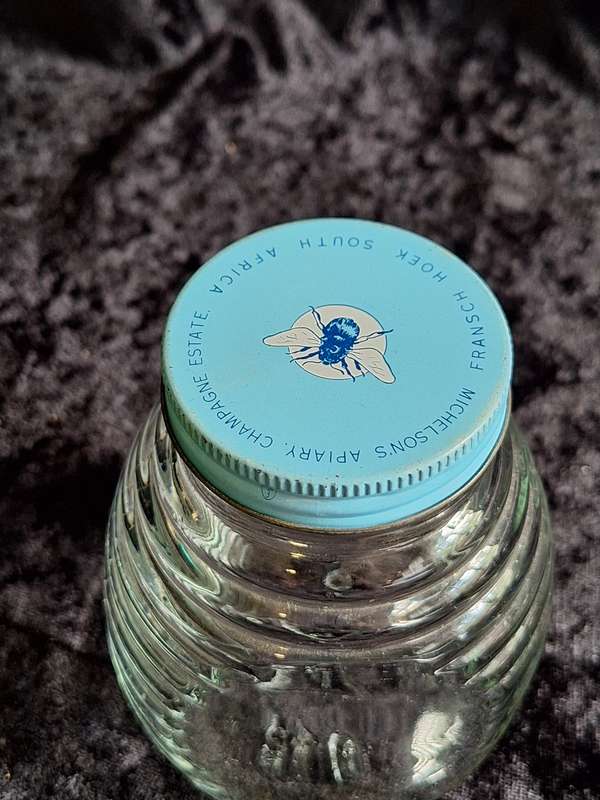 MICHELSON'S APIARY. CHAMPAGNE ESTATE,
FRANSCH HOEK SOUTH AFRICA